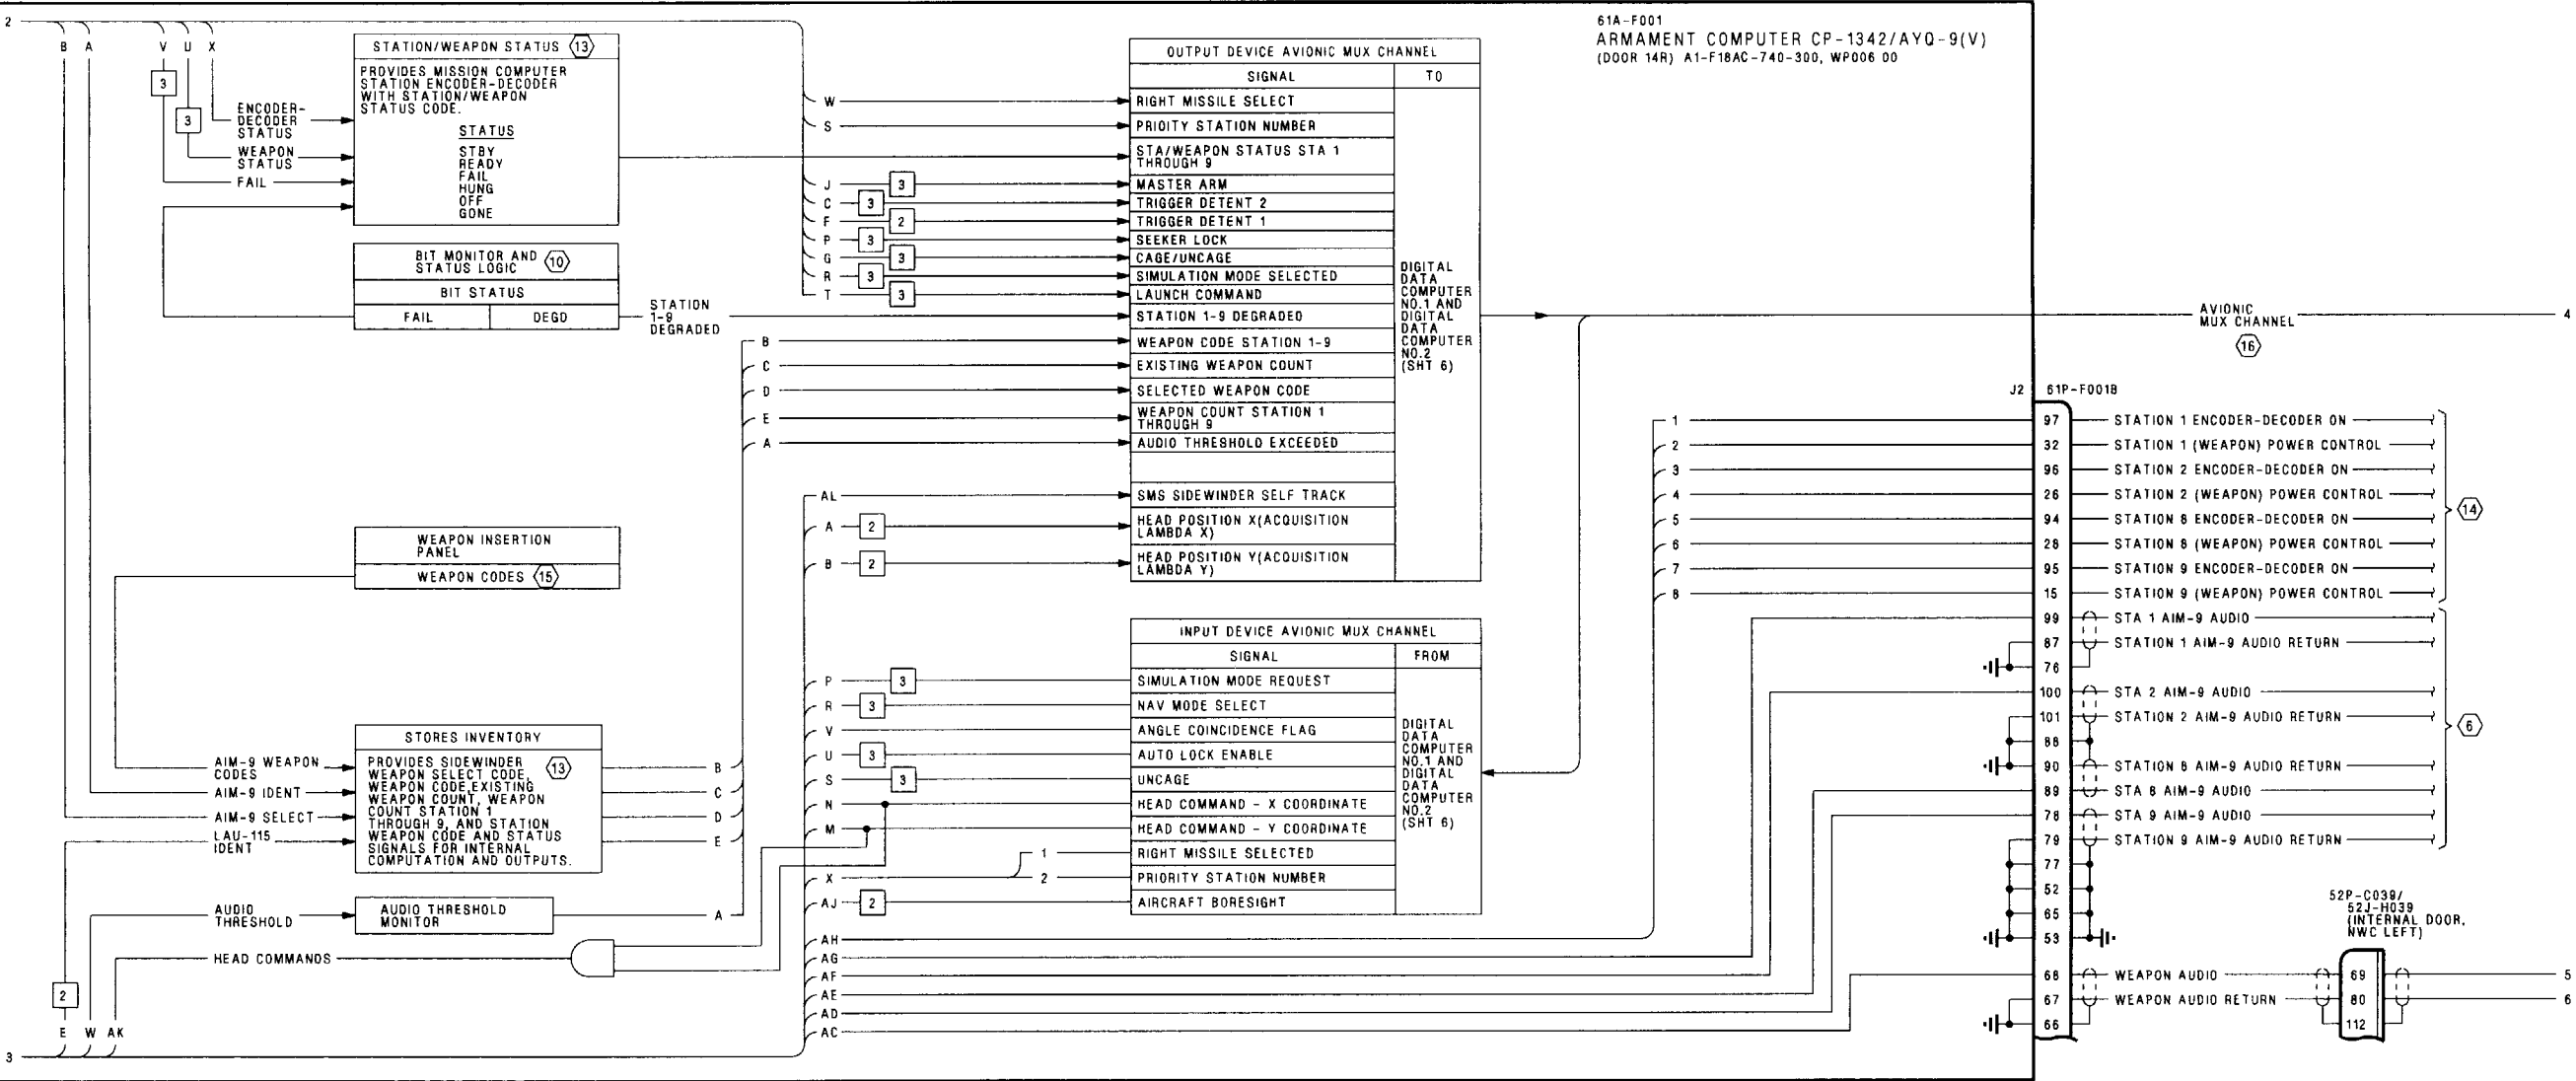 2
B A V U X
3
3
ENCODER-
DECODER
STATUS
WEAPON
STATUS
FAIL
STATION/WEAPON STATUS 13
PROVIDES MISSION COMPUTER
STATION ENCODER-DECODER
WITH STATION/WEAPON
STATUS CODE.
STATUS
STBY
READY
FAIL
HUNG
OFF
GONE
BIT MONITOR AND
STATUS LOGIC 10
BIT STATUS
FAIL DEGD
STATION
1-9
DEGRADED
WEAPON INSERTION
PANEL
WEAPON CODES 15
AIM-9 WEAPON
CODES
AIM-9 IDENT
AIM-9 SELECT
LAU-115
IDENT
STORES INVENTORY
PROVIDES SIDEWINDER 13
WEAPON SELECT CODE,
WEAPON CODE,EXISTING
WEAPON COUNT, WEAPON
COUNT STATION 1
THROUGH 9, AND STATION
WEAPON CODE AND STATUS
SIGNALS FOR INTERNAL
COMPUTATION AND OUTPUTS.
B
C
D
E
AUDIO
THRESHOLD
AUDIO THRESHOLD
MONITOR
A
HEAD COMMANDS
2
E W AK
3
OUTPUT DEVICE AVIONIC MUX CHANNEL
SIGNAL TO
W RIGHT MISSILE SELECT
S PRIOITY STATION NUMBER
STA/WEAPON STATUS STA 1
THROUGH 9
J 3 MASTER ARM
C 3 TRIGGER DETENT 2
F 2 TRIGGER DETENT 1
P 3 SEEKER LOCK
G 3 CAGE/UNCAGE
R 3 SIMULATION MODE SELECTED
T 3 LAUNCH COMMAND
STATION 1-9 DEGRADED
B WEAPON CODE STATION 1-9
C EXISTING WEAPON COUNT
D SELECTED WEAPON CODE
E WEAPON COUNT STATION 1
THROUGH 9
A AUDIO THRESHOLD EXCEEDED
AL SMS SIDEWINDER SELF TRACK
A 2 HEAD POSITION X(ACQUISITION
LAMBDA X)
B 2 HEAD POSITION Y(ACQUISITION
LAMBDA Y)
DIGITAL
DATA
COMPUTER
NO.1 AND
DIGITAL
DATA
COMPUTER
NO.2
(SHT 6)
INPUT DEVICE AVIONIC MUX CHANNEL
SIGNAL FROM
P 3 SIMULATION MODE REQUEST
R 3 NAV MODE SELECT
V ANGLE COINCIDENCE FLAG
U 3 AUTO LOCK ENABLE
S 3 UNCAGE
N HEAD COMMAND - X COORDINATE
M HEAD COMMAND - Y COORDINATE
1 RIGHT MISSILE SELECTED
X 2 PRIORITY STATION NUMBER
AJ 2 AIRCRAFT BORESIGHT
DIGITAL
DATA
COMPUTER
NO.1 AND
DIGITAL
DATA
COMPUTER
NO.2
(SHT 6)
AH
AG
AF
AE
AD
AC
61A-F001
ARMAMENT COMPUTER CP-1342/AYQ-9(V)
(DOOR 14R) A1-F18AC-740-300, WP006 00
AVIONIC
MUX CHANNEL
16
4
J2 61P-F001B
1 97 STATION 1 ENCODER-DECODER ON
2 32 STATION 1 (WEAPON) POWER CONTROL
3 96 STATION 2 ENCODER-DECODER ON
4 26 STATION 2 (WEAPON) POWER CONTROL
5 94 STATION 8 ENCODER-DECODER ON
6 28 STATION 8 (WEAPON) POWER CONTROL
7 95 STATION 9 ENCODER-DECODER ON
8 15 STATION 9 (WEAPON) POWER CONTROL
14
99 STA 1 AIM-9 AUDIO
87 STATION 1 AIM-9 AUDIO RETURN
76
100 STA 2 AIM-9 AUDIO
101 STATION 2 AIM-9 AUDIO RETURN
88
90 STATION 8 AIM-9 AUDIO RETURN
89 STA 8 AIM-9 AUDIO
78 STA 9 AIM-9 AUDIO
79 STATION 9 AIM-9 AUDIO RETURN
6
77
52
65
53
68 WEAPON AUDIO
67 WEAPON AUDIO RETURN
66
52P-C039/
52J-H039
(INTERNAL DOOR,
NWC LEFT)
69 5
80 6
112